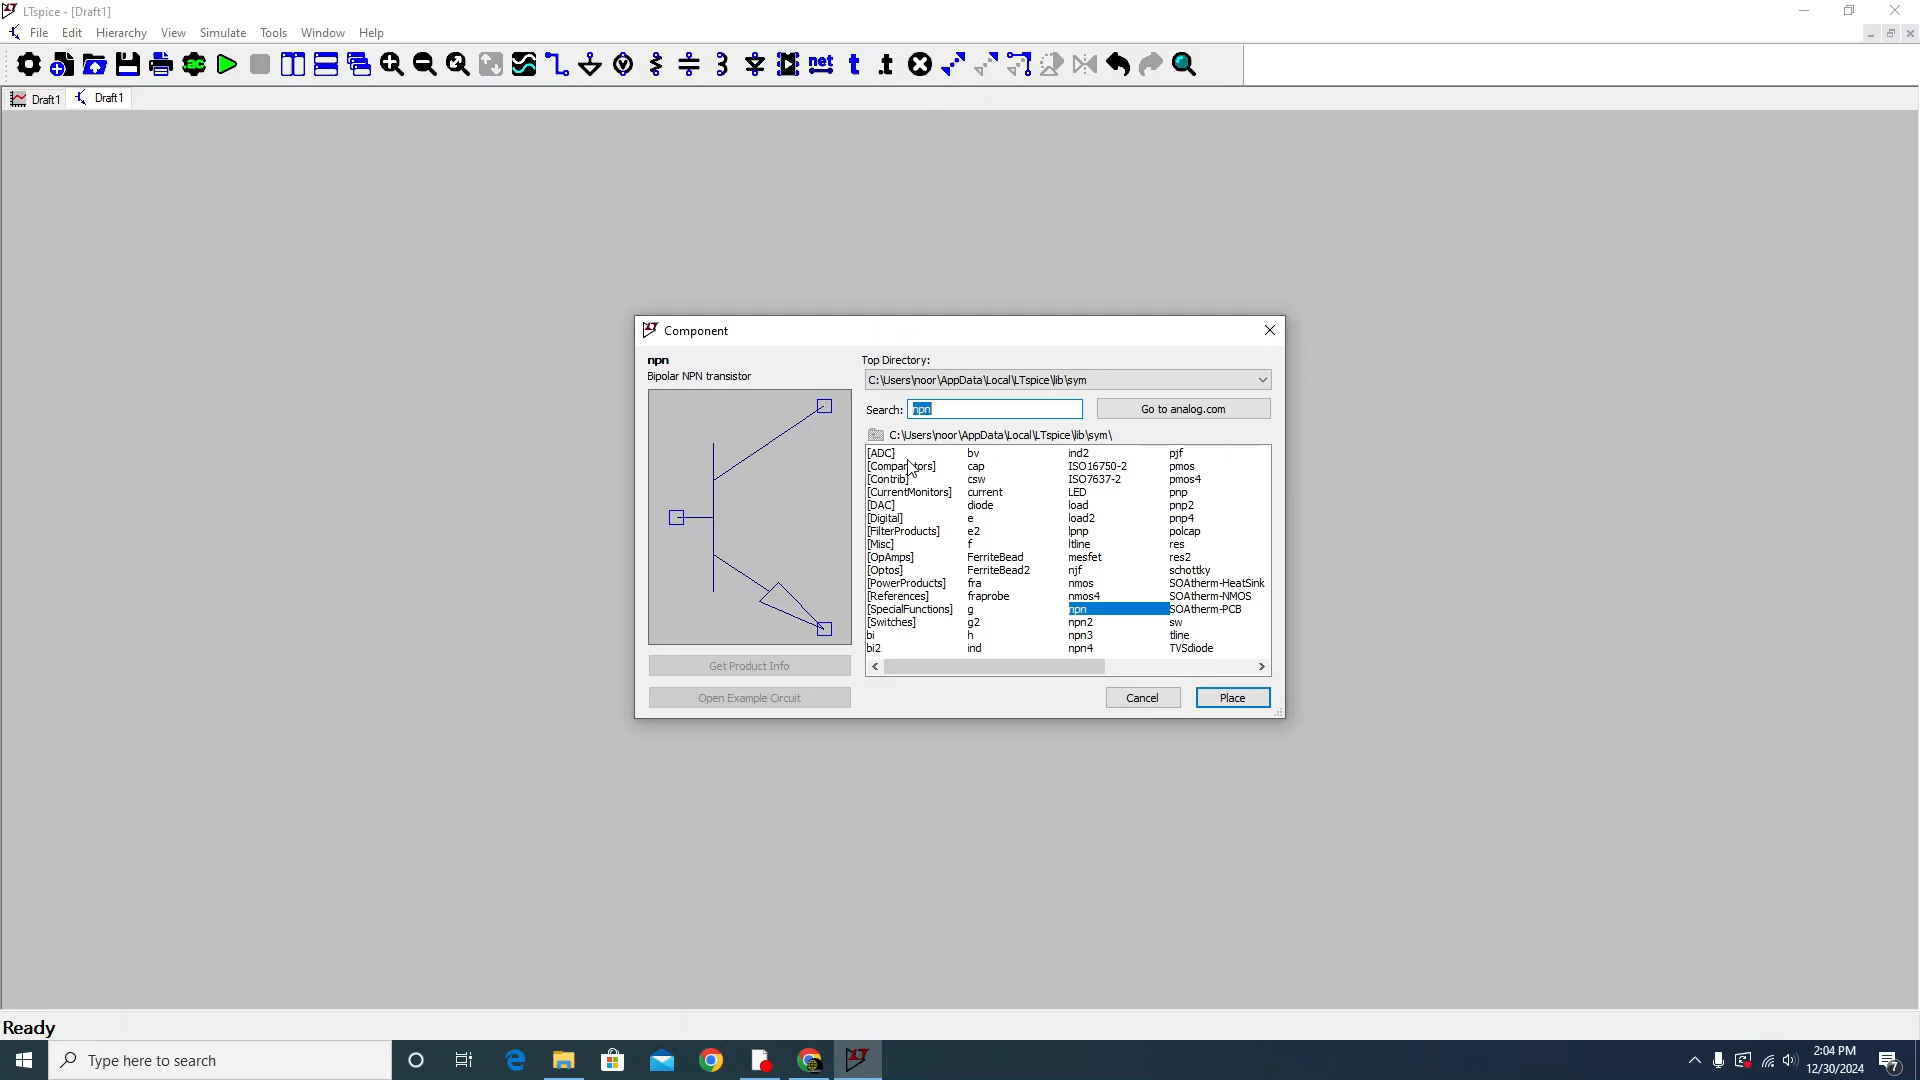 LTspice - [Draft1]
File Edit Hierarchy View Simulate Tools Window Help
ac net t .t
Draft1 Draft1
Component
npn
Bipolar NPN transistor
Top Directory:
C:\Users\noor\AppData\Local\LTspice\lib\sym
Search: npn Go to analog.com
C:\Users\noor\AppData\Local\LTspice\lib\sym\
[ADC] bv ind2 pjf
[Comparators] cap ISO16750-2 pmos
[Contrib] csw ISO7637-2 pmos4
[CurrentMonitors] current LED pnp
[DAC] diode load pnp2
[Digital] e load2 pnp4
[FilterProducts] e2 lpnp polcap
[Misc] f ltline res
[OpAmps] FerriteBead mesfet res2
[Optos] FerriteBead2 njf schottky
[PowerProducts] fra nmos SOAtherm-HeatSink
[References] fraprobe nmos4 SOAtherm-NMOS
[SpecialFunctions] g npn SOAtherm-PCB
[Switches] g2 npn2 sw
bi h npn3 tline
bi2 ind npn4 TVSdiode
Get Product Info
Open Example Circuit Cancel Place
Ready
Type here to search
2:04 PM
12/30/2024
7